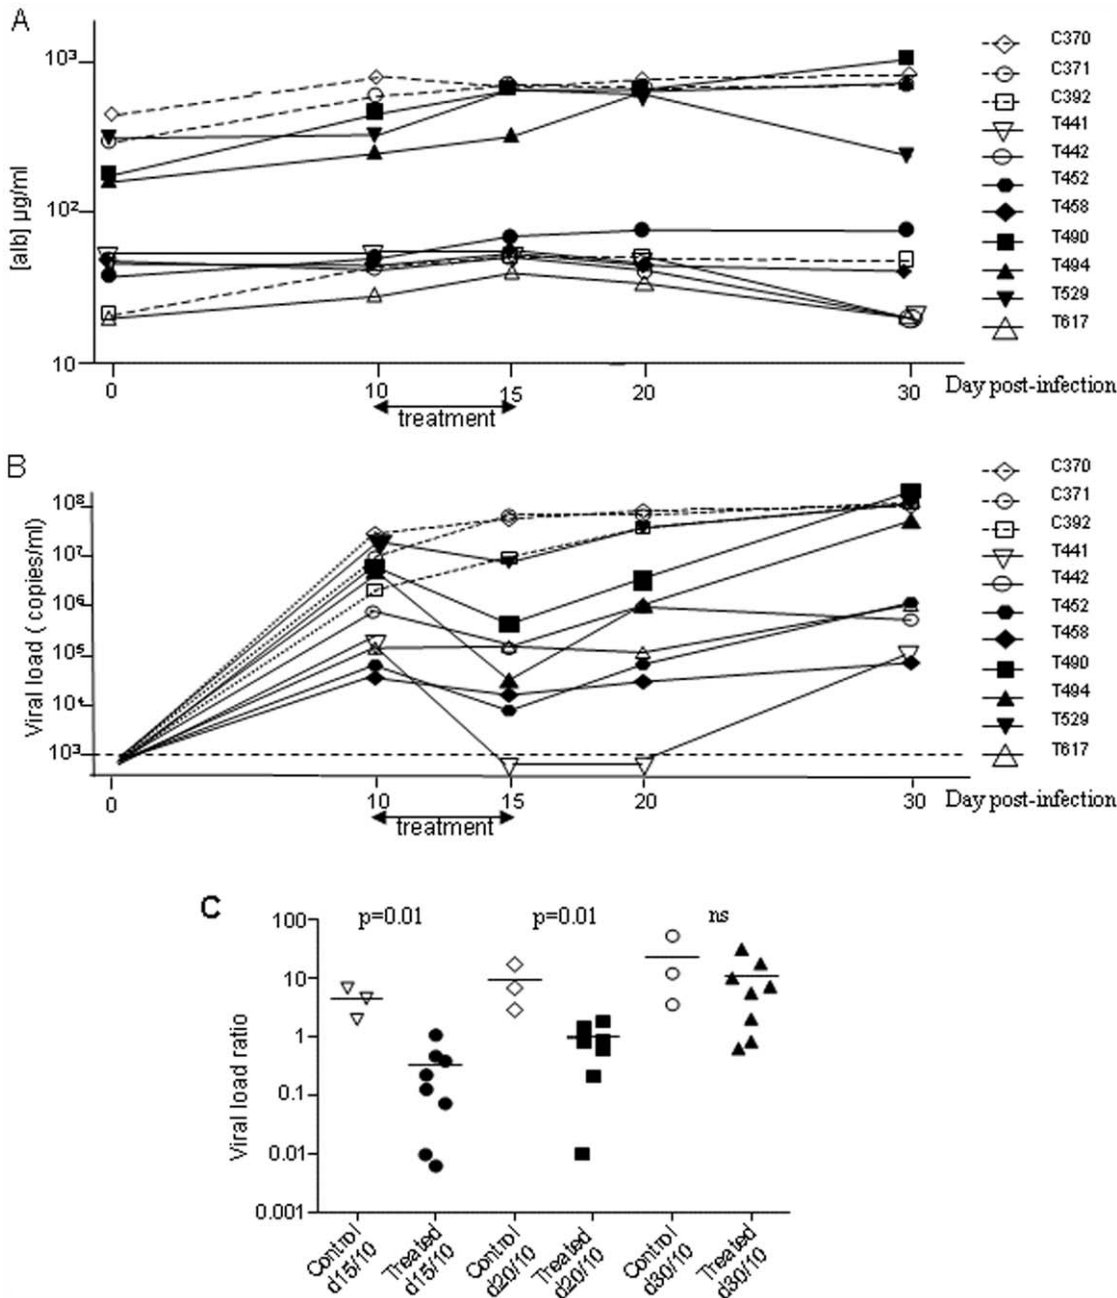 A
10³
10²
10
[alb] µg/ml
0
10
15
20
30
Day post-infection
treatment
C370
C371
C392
T441
T442
T452
T458
T490
T494
T529
T617
B
10⁸
10⁷
10⁶
10⁵
10⁴
10³
Viral load ( copies/ml)
0
10
15
20
30
Day post-infection
treatment
C370
C371
C392
T441
T442
T452
T458
T490
T494
T529
T617
C
p=0.01
p=0.01
ns
100
10
1
0.1
0.01
0.001
Viral load ratio
Control
d15/10
Treated
d15/10
Control
d20/10
Treated
d20/10
Control
d30/10
Treated
d30/10